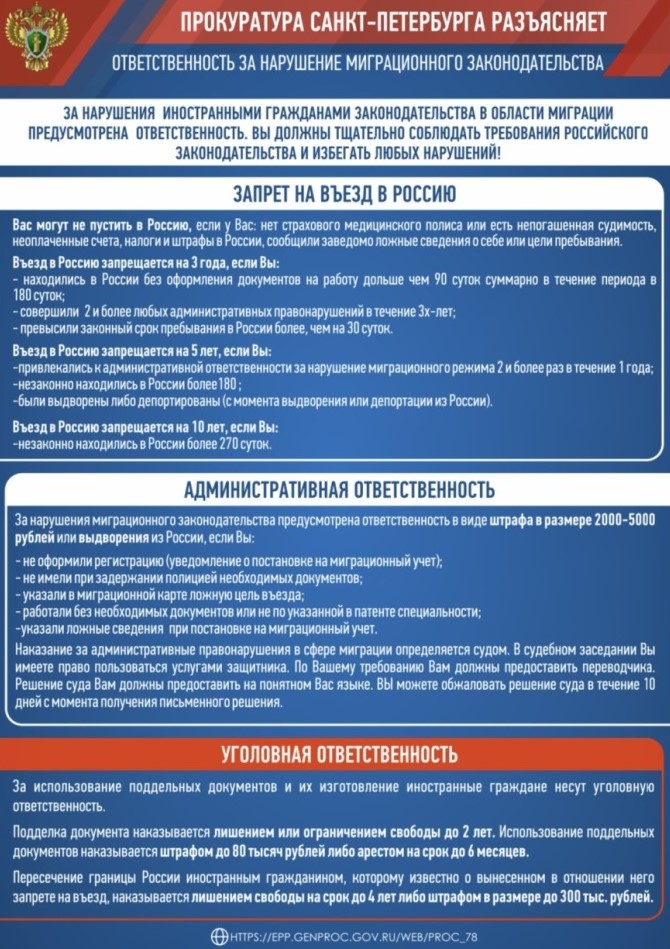 ПРОКУРАТУРА САНКТ-ПЕТЕРБУРГА РАЗЪЯСНЯЕТ
ОТВЕТСТВЕННОСТЬ ЗА НАРУШЕНИЕ МИГРАЦИОННОГО ЗАКОНОДАТЕЛЬСТВА
ЗА НАРУШЕНИЯ ИНОСТРАННЫМИ ГРАЖДАНАМИ ЗАКОНОДАТЕЛЬСТВА В ОБЛАСТИ МИГРАЦИИ
ПРЕДУСМОТРЕНА ОТВЕТСТВЕННОСТЬ. ВЫ ДОЛЖНЫ ТЩАТЕЛЬНО СОБЛЮДАТЬ ТРЕБОВАНИЯ РОССИЙСКОГО
ЗАКОНОДАТЕЛЬСТВА И ИЗБЕГАТЬ ЛЮБЫХ НАРУШЕНИЙ!
ЗАПРЕТ НА ВЪЕЗД В РОССИЮ
Вас могут не пустить в Россию, если у Вас: нет страхового медицинского полиса или есть непогашенная судимость,
неоплаченные счета, налоги и штрафы в России, сообщили заведомо ложные сведения о себе или цели пребывания.
Въезд в Россию запрещается на 3 года, если Вы:
- находились в России без оформления документов на работу дольше чем 90 суток суммарно в течение периода в
180 суток;
- совершили 2 и более любых административных правонарушений в течение 3х-лет;
- превысили законный срок пребывания в России более, чем на 30 суток.
Въезд в Россию запрещается на 5 лет, если Вы:
-привлекались к административной ответственности за нарушение миграционного режима 2 и более раз в течение 1 года;
-незаконно находились в России более180 ;
-были выдворены либо депортированы (с момента выдворения или депортации из России).
Въезд в Россию запрещается на 10 лет, если Вы:
-незаконно находились в России более 270 суток.
АДМИНИСТРАТИВНАЯ ОТВЕТСТВЕННОСТЬ
За нарушения миграционного законодательства предусмотрена ответственность в виде штрафа в размере 2000-5000
рублей или выдворения из России, если Вы:
- не оформили регистрацию (уведомление о постановке на миграционный учет);
- не имели при задержании полицией необходимых документов;
- указали в миграционной карте ложную цель въезда;
- работали без необходимых документов или не по указанной в патенте специальности;
-указали ложные сведения при постановке на миграционный учет.
Наказание за административные правонарушения в сфере миграции определяется судом. В судебном заседании Вы
имеете право пользоваться услугами защитника. По Вашему требованию Вам должны предоставить переводчика.
Решение суда Вам должны предоставить на понятном Вас языке. ВЫ можете обжаловать решение суда в течение 10
дней с момента получения письменного решения.
УГОЛОВНАЯ ОТВЕТСТВЕННОСТЬ
За использование поддельных документов и их изготовление иностранные граждане несут уголовную
ответственность.
Подделка документа наказывается лишением или ограничением свободы до 2 лет. Использование поддельных
документов наказывается штрафом до 80 тысяч рублей либо арестом на срок до 6 месяцев.
Пересечение границы России иностранным гражданином, которому известно о вынесенном в отношении него
запрете на въезд, наказывается лишением свободы на срок до 4 лет либо штрафом в размере до 300 тыс. рублей.
HTTPS://EPP.GENPROC.GOV.RU/WEB/PROC_78